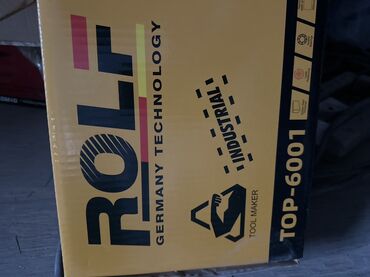 ROLF
GERMANY TECHNOLOGY
INDUSTRIAL
TOOL MAKER
TOP-6001